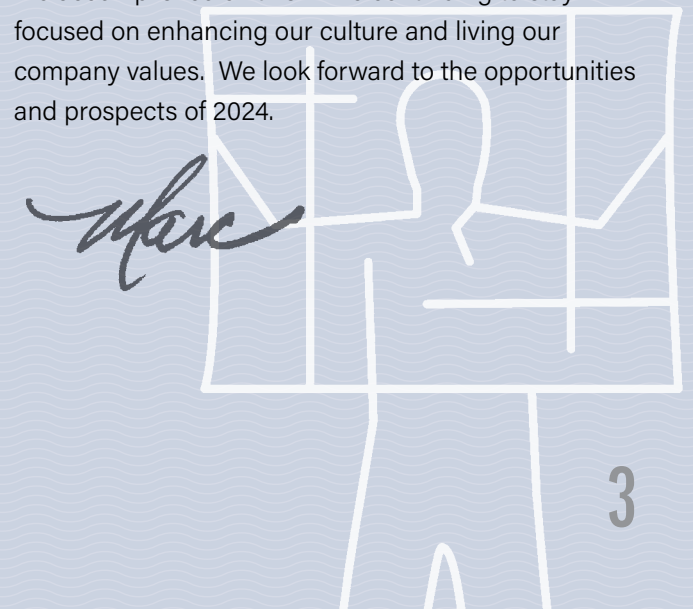 focused on enhancing our culture and living our
company values.  We look forward to the opportunities
and prospects of 2024.
Marc
3